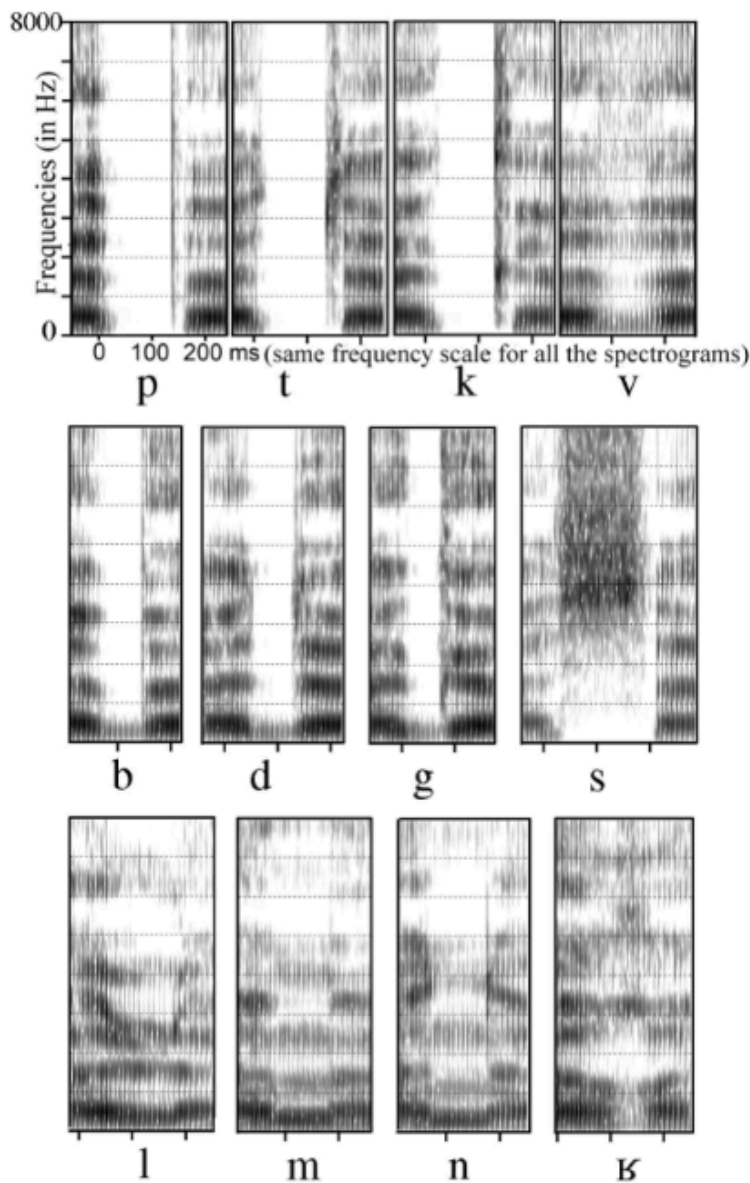 8000
Frequencies (in Hz)
0
0 100 200 ms (same frequency scale for all the spectrograms)
p t k v
b d g s
l m n ʁ